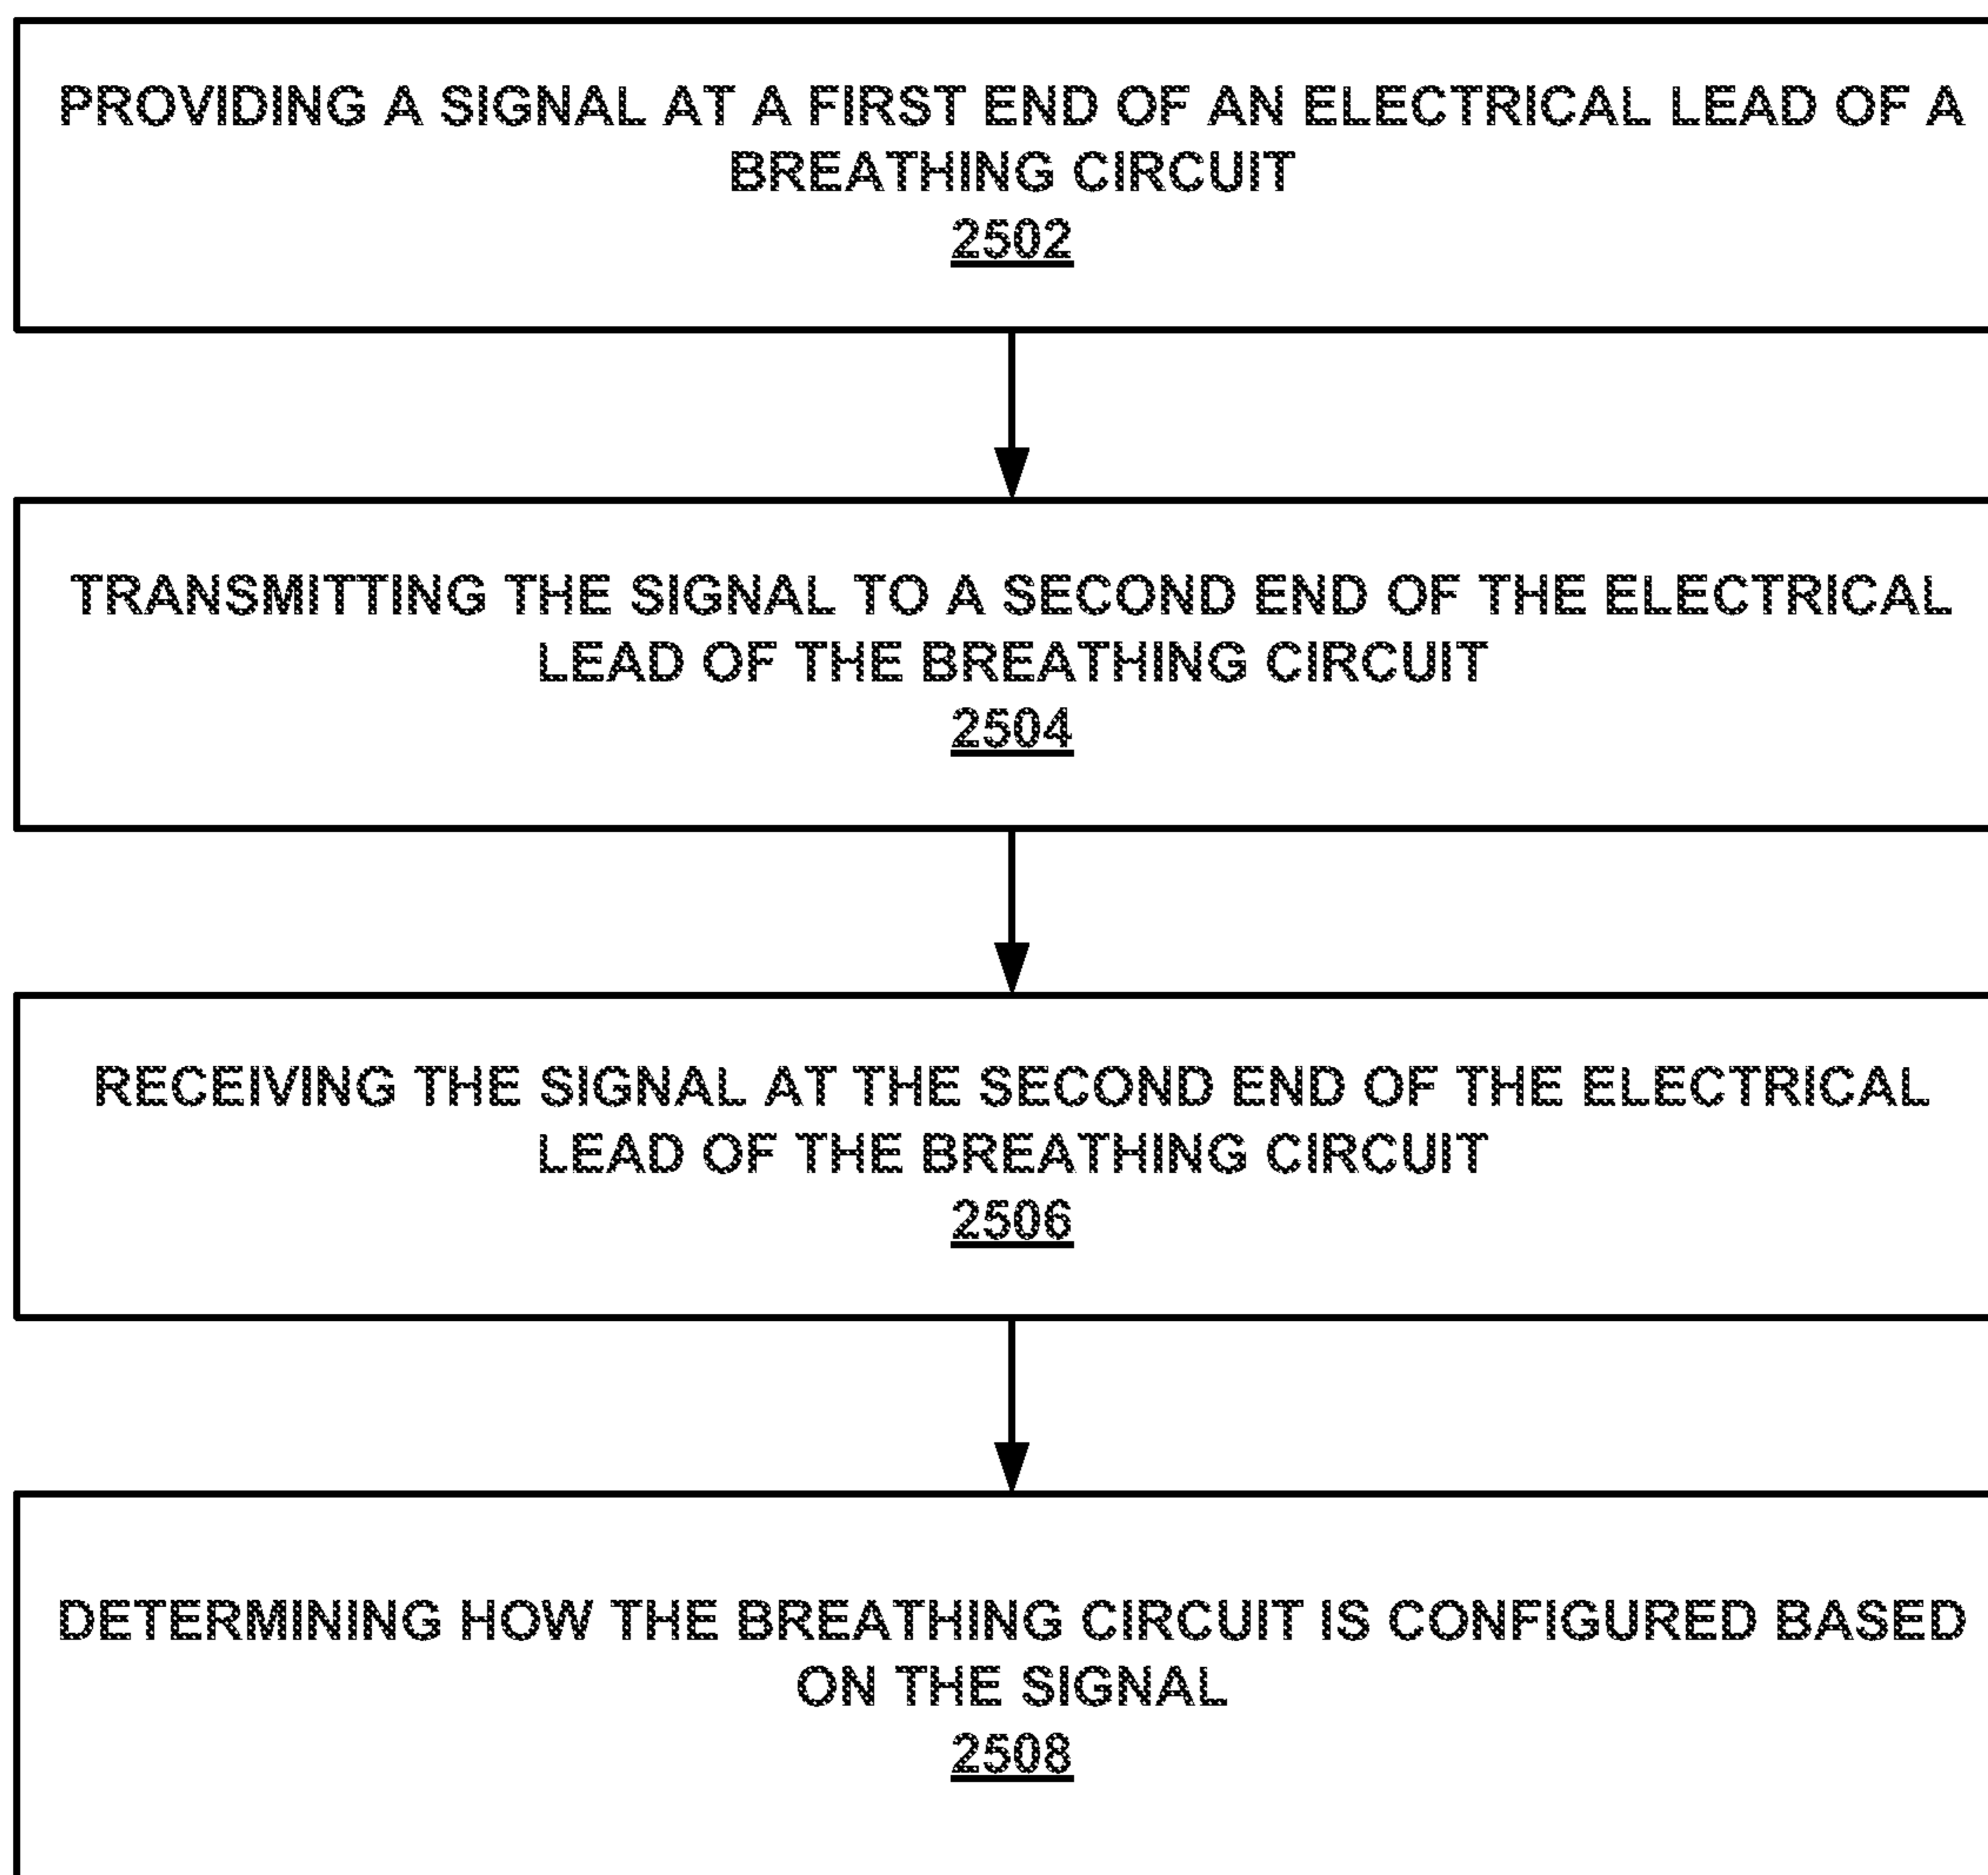 PROVIDING A SIGNAL AT A FIRST END OF AN ELECTRICAL LEAD OF A
BREATHING CIRCUIT
2502
TRANSMITTING THE SIGNAL TO A SECOND END OF THE ELECTRICAL
LEAD OF THE BREATHING CIRCUIT
2504
RECEIVING THE SIGNAL AT THE SECOND END OF THE ELECTRICAL
LEAD OF THE BREATHING CIRCUIT
2506
DETERMINING HOW THE BREATHING CIRCUIT IS CONFIGURED BASED
ON THE SIGNAL
2508